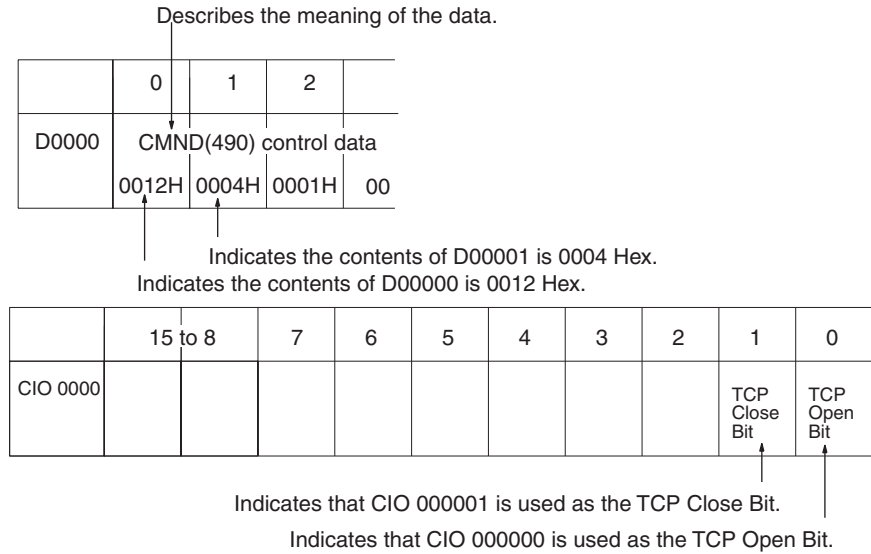 Describes the meaning of the data.
0 1 2
D0000 CMND(490) control data
0012H 0004H 0001H 00
Indicates the contents of D00001 is 0004 Hex.
Indicates the contents of D00000 is 0012 Hex.
15 to 8 7 6 5 4 3 2 1 0
CIO 0000
TCP Close Bit
TCP Open Bit
Indicates that CIO 000001 is used as the TCP Close Bit.
Indicates that CIO 000000 is used as the TCP Open Bit.